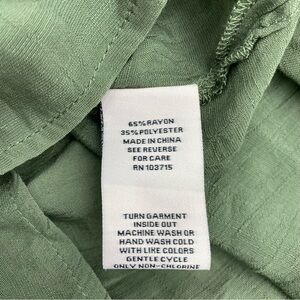 65% RAYON
35% POLYESTER
MADE IN CHINA
SEE REVERSE
FOR CARE
RN 103715
TURN GARMENT
INSIDE OUT
MACHINE WASH OR
HAND WASH COLD
WITH LIKE COLORS
GENTLE CYCLE
ONLY NON-CHLORINE